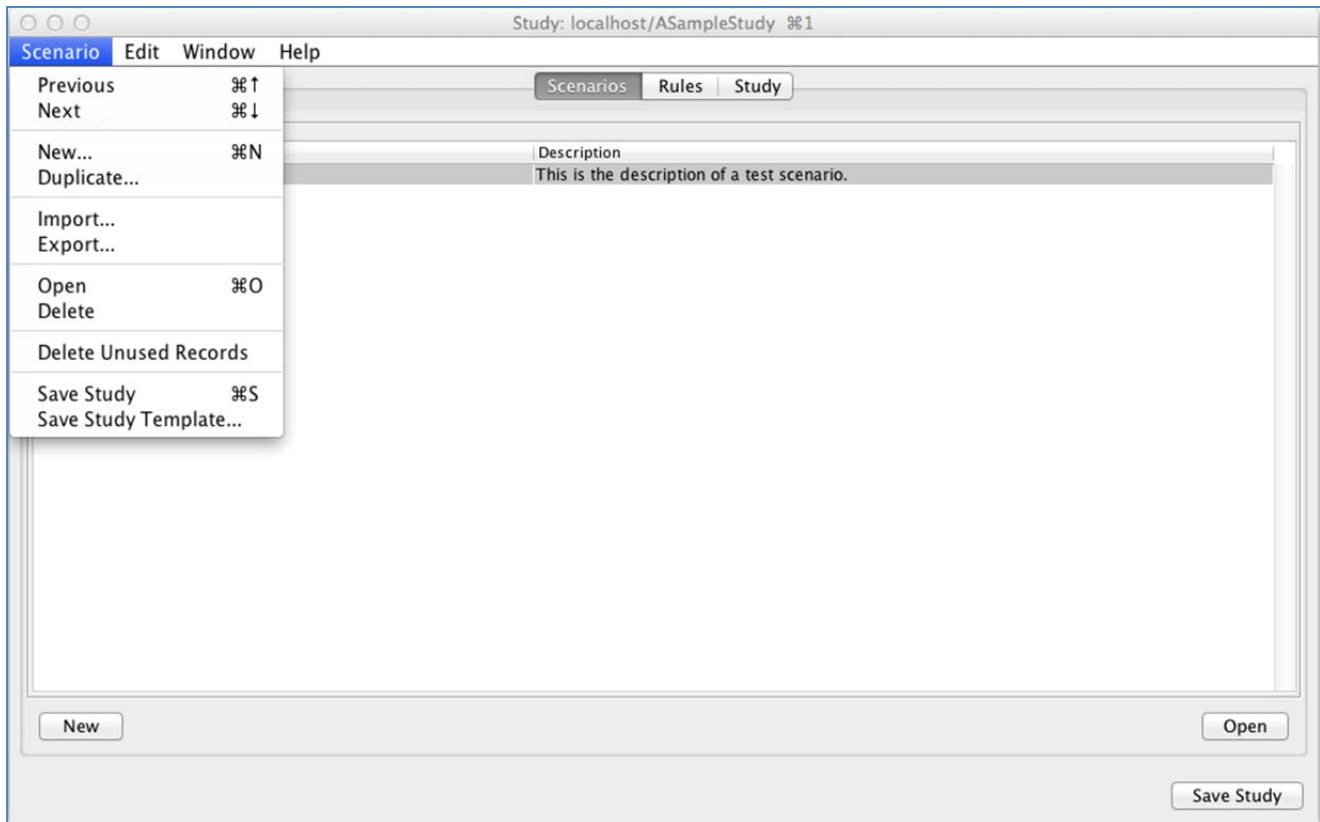 Study: localhost/ASampleStudy ⌘1
Scenario Edit Window Help
Previous ⌘↑
Next ⌘↓
New... ⌘N
Duplicate...
Import...
Export...
Open ⌘O
Delete
Delete Unused Records
Save Study ⌘S
Save Study Template...
Scenarios Rules Study
Description
This is the description of a test scenario.
New
Open
Save Study